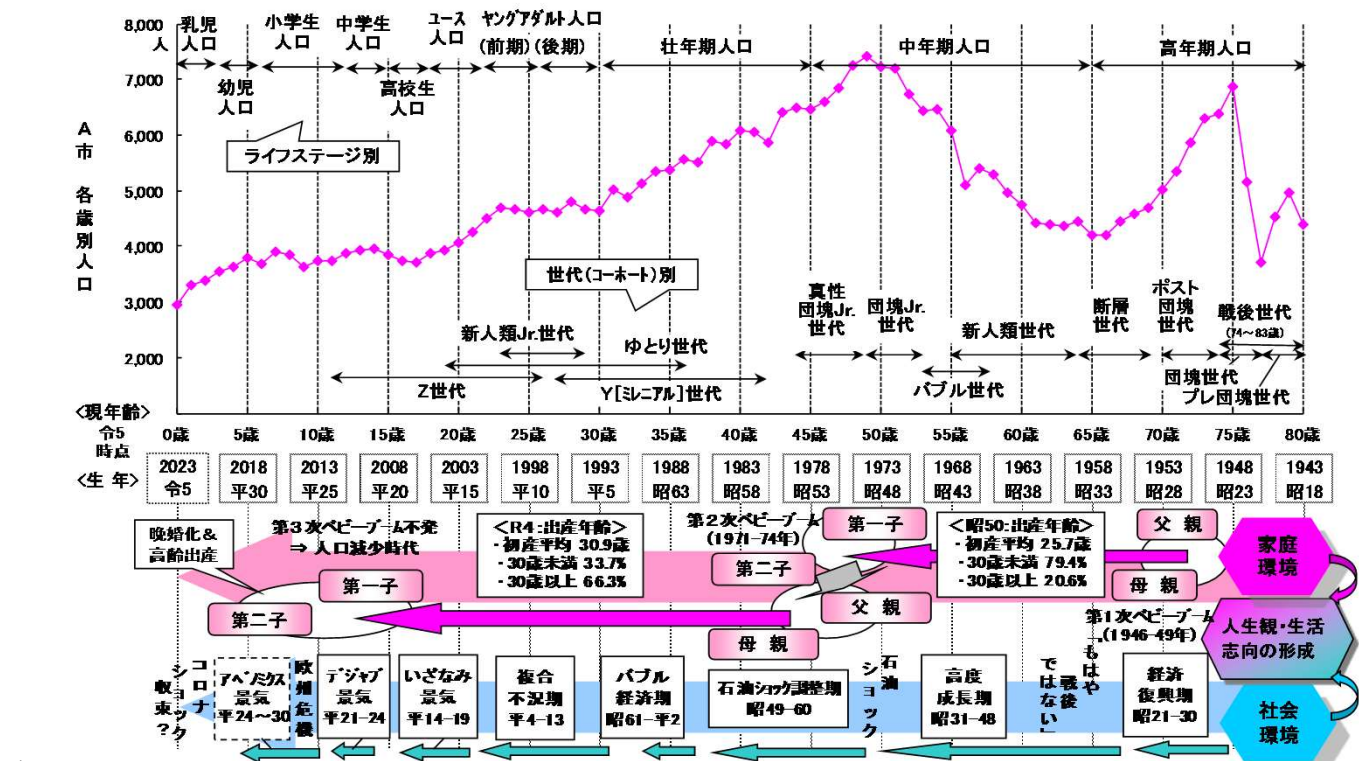 8,000
人
7,000
6,000
5,000
4,000
3,000
2,000
A市 各歳別人口
乳児
人口
幼児
人口
小学生
人口
中学生
人口
高校生
人口
ユース
人口
ヤングアダルト人口
(前期)(後期)
壮年期人口
中年期人口
高年期人口
ライフステージ別
世代(コーホート)別
新人類Jr.世代
ゆとり世代
Z世代
Y[ミレニアル]世代
真性
団塊Jr.
世代
団塊Jr.
世代
新人類世代
バブル世代
断層
世代
ポスト
団塊
世代
戦後世代
(74～83歳)
団塊世代
プレ団塊世代
<現年齢>
令5
時点
0歳 5歳 10歳 15歳 20歳 25歳 30歳 35歳 40歳 45歳 50歳 55歳 60歳 65歳 70歳 75歳 80歳
<生 年>
2023 2018 2013 2008 2003 1998 1993 1988 1983 1978 1973 1968 1963 1958 1953 1948 1943
令5 平30 平25 平20 平15 平10 平5 昭63 昭58 昭53 昭48 昭43 昭38 昭33 昭28 昭23 昭18
晩婚化&
高齢出産
第3次ベビーブーム不発
⇒ 人口減少時代
第一子
第二子
<R4:出産年齢>
・初産平均 30.9歳
・30歳未満 33.7%
・30歳以上 66.3%
第2次ベビーブーム
(1971-74年)
第一子
第二子
父 親
母 親
<昭50:出産年齢>
・初産平均 25.7歳
・30歳未満 79.4%
・30歳以上 20.6%
父 親
母 親
第1次ベビーブーム
(1946-49年)
家庭
環境
人生観・生活
志向の形成
社会
環境
コロナ
ショック
収束?
アベノミクス
景気
平24～30
欧州危機
デジャブ
景気
平21-24
いざなみ
景気
平14-19
複合
不況期
平4-13
バブル
経済期
昭61-平2
石油ショック調整期
昭49-60
石油
ショック
高度
成長期
昭31-48
「もはや
戦後
ではない」
経済
復興期
昭21-30